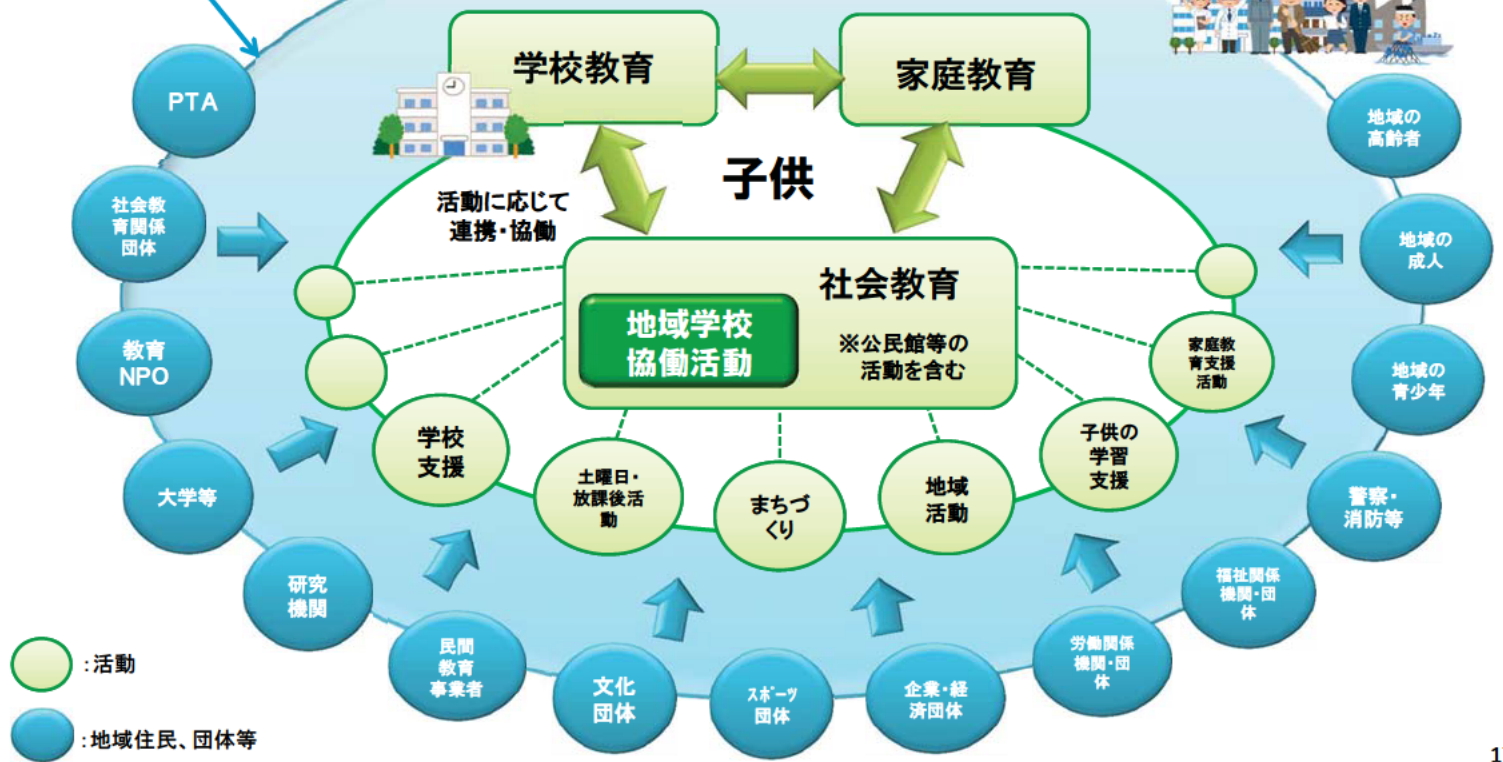 学校教育
家庭教育
PTA
地域の
高齢者
子供
社会教
育関係
団体
活動に応じて
連携・協働
地域の
成人
社会教育
地域学校
協働活動
※公民館等の
活動を含む
教育
NPO
家庭教
育支援
活動
地域の
青少年
学校
支援
土曜日・
放課後活
動
まちづ
くり
地域
活動
子供の
学習
支援
大学等
警察・
消防等
研究
機関
福祉関係
機関・団
体
民間
教育
事業者
文化
団体
スポーツ
団体
企業・経
済団体
労働関係
機関・団
体
：活動
：地域住民、団体等
1